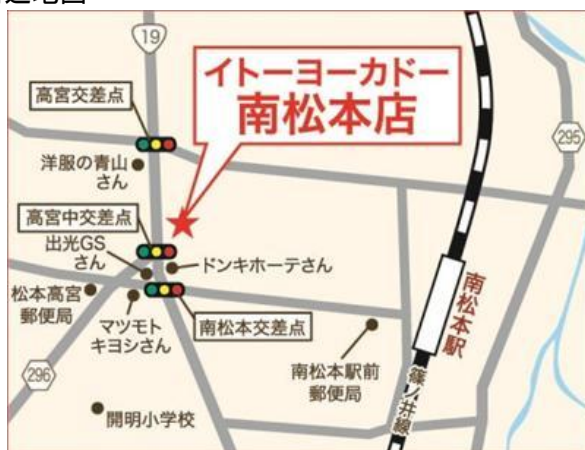 19
イトーヨーカドー
南松本店
高宮交差点
295
洋服の青山
さん
高宮中交差点
出光GS
さん
ドンキホーテさん
松本高宮
郵便局
マツモト
キヨシさん
南松本交差点
南松本駅
南松本駅前
郵便局
篠ノ井線
296
開明小学校